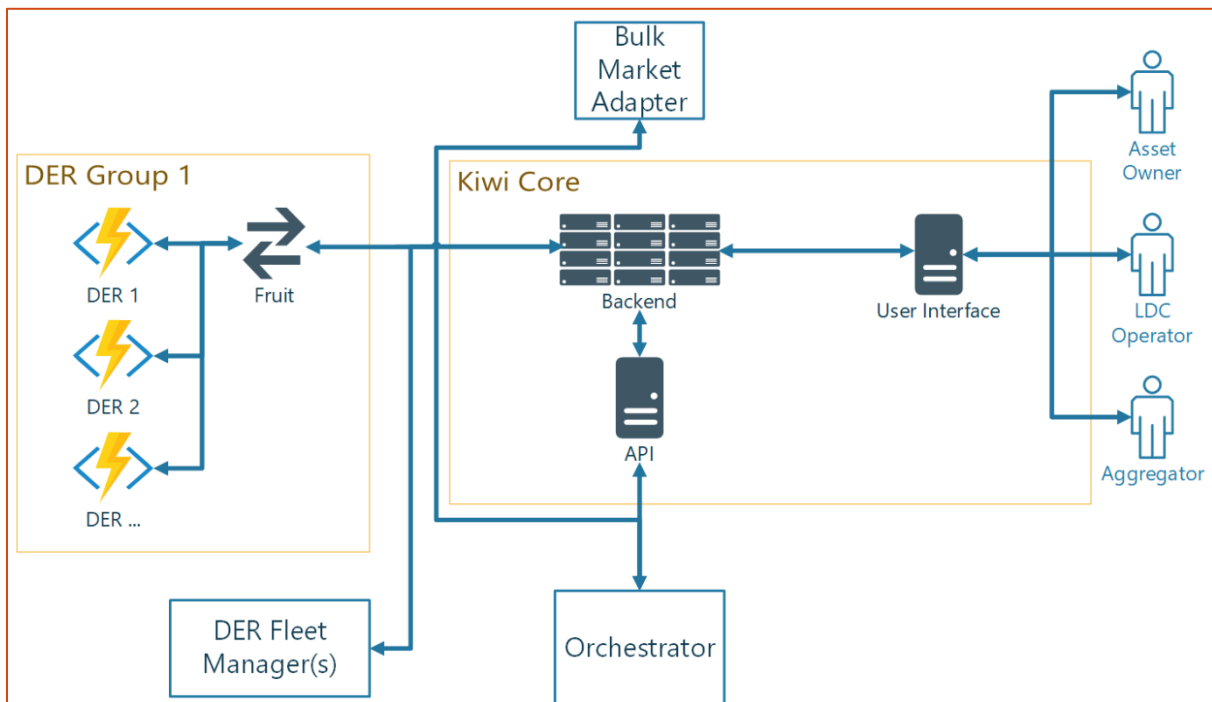 Bulk
Market
Adapter
DER Group 1
Kiwi Core
DER 1
Fruit
Backend
User Interface
Asset
Owner
DER 2
LDC
Operator
API
DER ...
Aggregator
DER Fleet
Manager(s)
Orchestrator